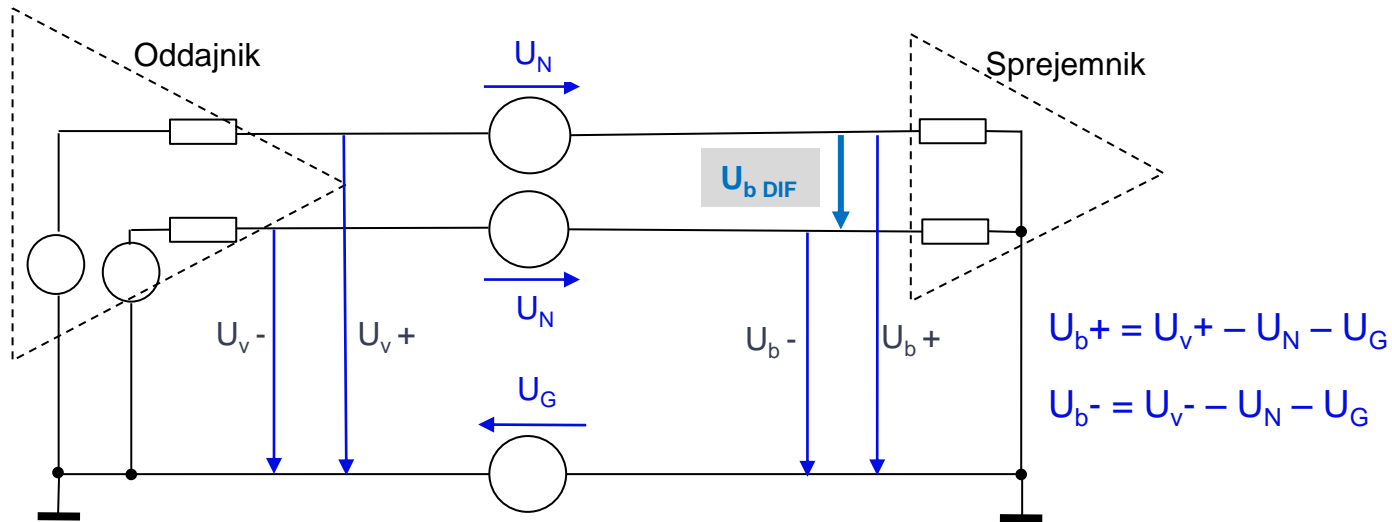 Oddajnik
U_N
Sprejemnik
U_b DIF
U_N
U_v -
U_v +
U_b -
U_b +
U_b+ = U_v+ – U_N – U_G
U_G
U_b- = U_v- – U_N – U_G